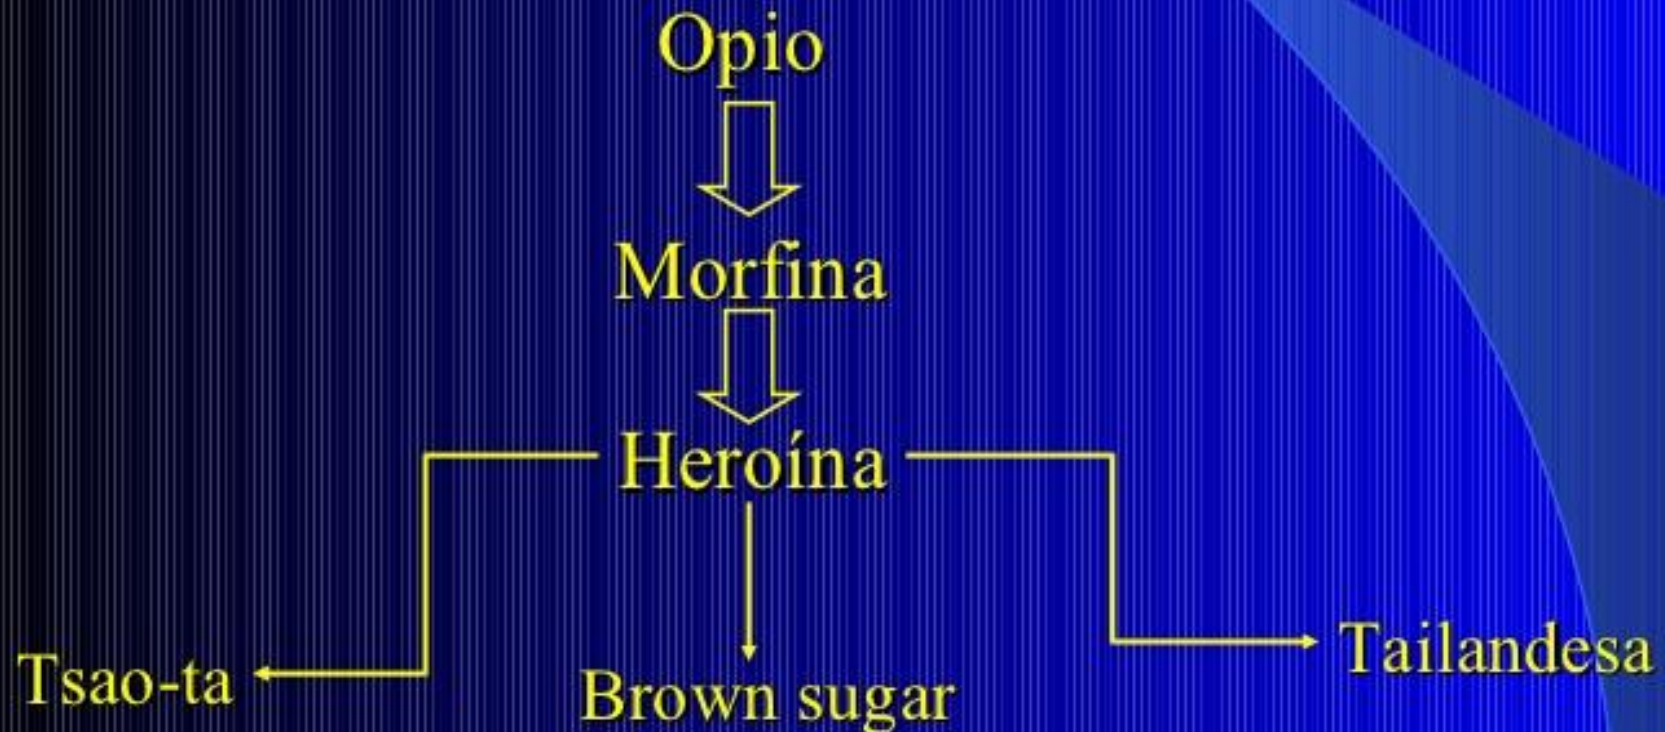 Opio
Morfina
Heroína
Tsao-ta
Brown sugar
Tailandesa